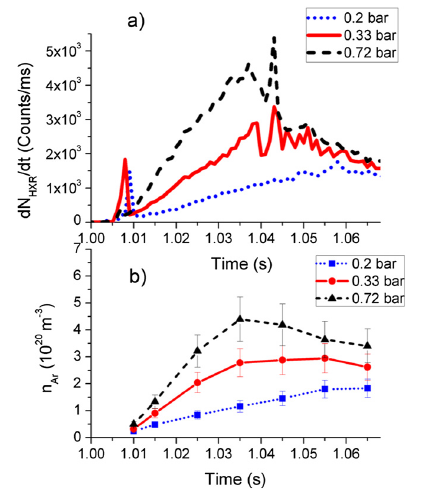 a)
0.2 bar
0.33 bar
0.72 bar
dN_HXR/dt (Counts/ms)
5x10³
4x10³
3x10³
2x10³
1x10³
0
1.00 1.01 1.02 1.03 1.04 1.05 1.06
Time (s)
b)
0.2 bar
0.33 bar
0.72 bar
n_Ar (10²⁰ m⁻³)
7
6
5
4
3
2
1
0
1.00 1.01 1.02 1.03 1.04 1.05 1.06
Time (s)